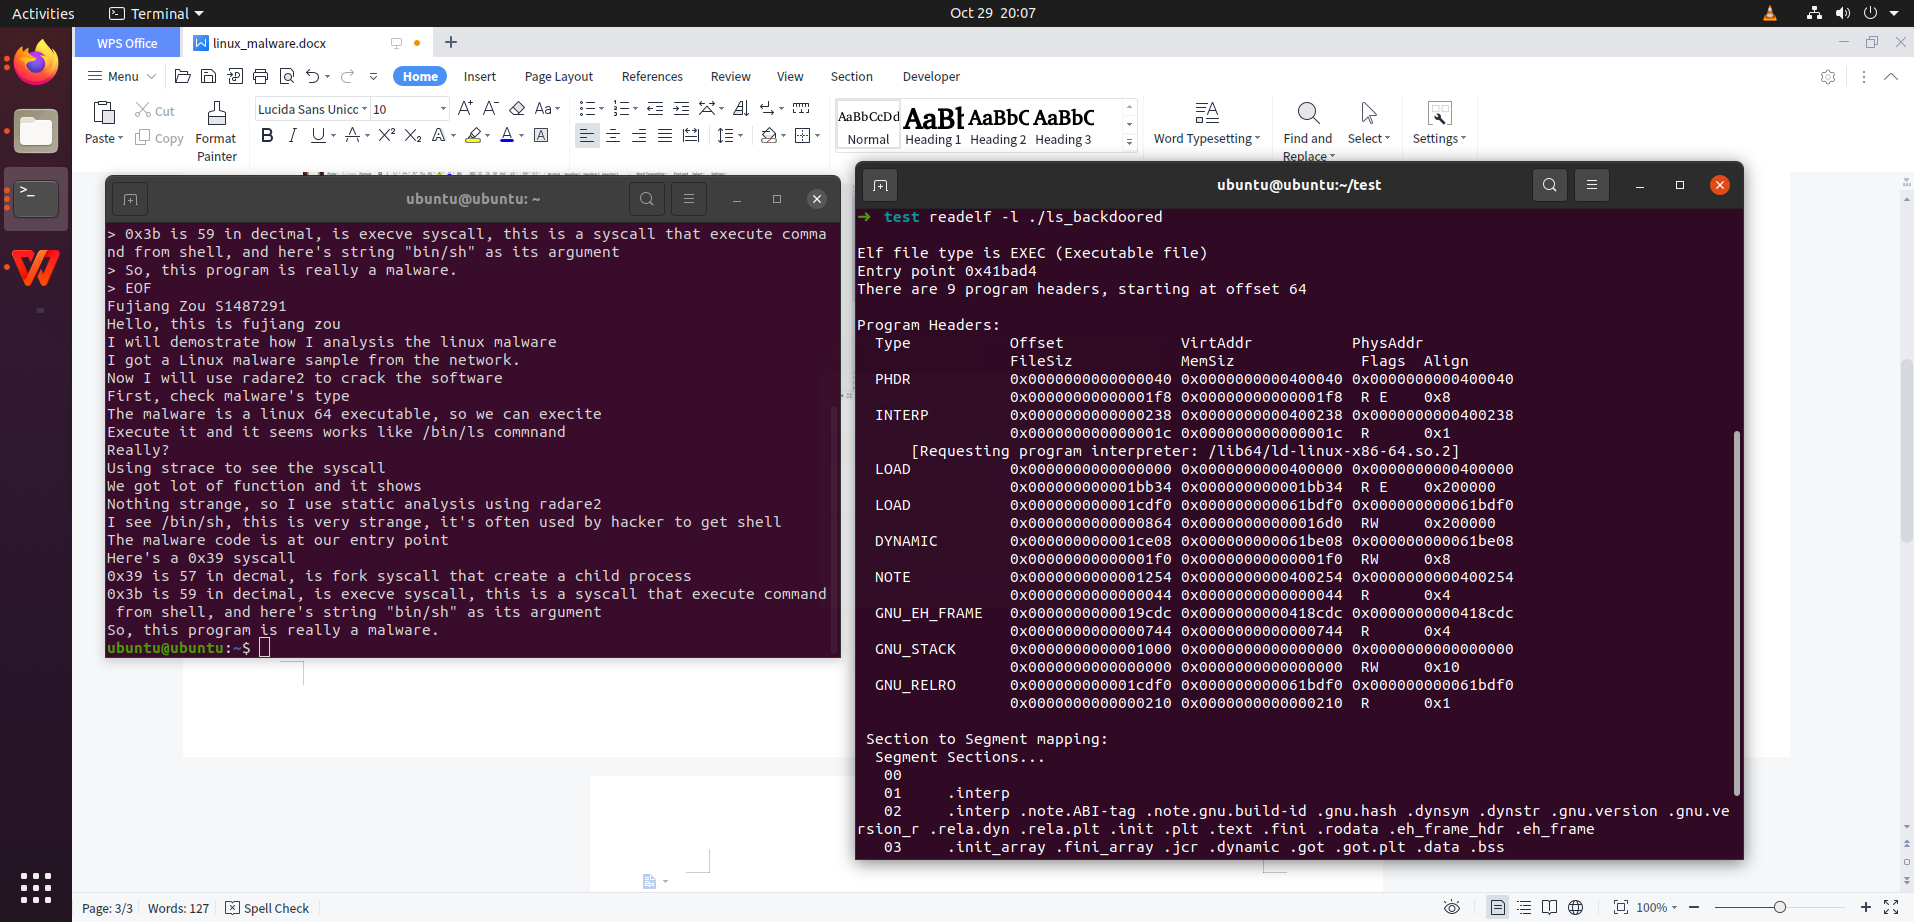 Activities
Terminal
Oct 29 20:07
WPS Office
linux_malware.docx
Menu
Home
Insert
Page Layout
References
Review
View
Section
Developer
Paste
Cut
Copy
Format
Painter
Lucida Sans Unicc
10
AaBbCcDd
Normal
AaBb
Heading 1
AaBbC
Heading 2
AaBbC
Heading 3
Word Typesetting
Find and
Replace
Select
Settings
ubuntu@ubuntu: ~
> 0x3b is 59 in decimal, is execve syscall, this is a syscall that execute comma
nd from shell, and here's string "bin/sh" as its argument
> So, this program is really a malware.
> EOF
Fujiang Zou S1487291
Hello, this is fujiang zou
I will demostrate how I analysis the linux malware
I got a Linux malware sample from the network.
Now I will use radare2 to crack the software
First, check malware's type
The malware is a linux 64 executable, so we can execite
Execute it and it seems works like /bin/ls commnand
Really?
Using strace to see the syscall
We got lot of function and it shows
Nothing strange, so I use static analysis using radare2
I see /bin/sh, this is very strange, it's often used by hacker to get shell
The malware code is at our entry point
Here's a 0x39 syscall
0x39 is 57 in decmal, is fork syscall that create a child process
0x3b is 59 in decimal, is execve syscall, this is a syscall that execute command
from shell, and here's string "bin/sh" as its argument
So, this program is really a malware.
ubuntu@ubuntu:~$
ubuntu@ubuntu:~/test
➜ test readelf -l ./ls_backdoored
Elf file type is EXEC (Executable file)
Entry point 0x41bad4
There are 9 program headers, starting at offset 64
Program Headers:
Type Offset VirtAddr PhysAddr
FileSiz MemSiz Flags Align
PHDR 0x0000000000000040 0x0000000000400040 0x0000000000400040
0x00000000000001f8 0x00000000000001f8 R E 0x8
INTERP 0x0000000000000238 0x0000000000400238 0x0000000000400238
0x000000000000001c 0x000000000000001c R 0x1
[Requesting program interpreter: /lib64/ld-linux-x86-64.so.2]
LOAD 0x0000000000000000 0x0000000000400000 0x0000000000400000
0x000000000001bb34 0x000000000001bb34 R E 0x200000
LOAD 0x000000000001cdf0 0x000000000061bdf0 0x000000000061bdf0
0x0000000000000864 0x00000000000016d0 RW 0x200000
DYNAMIC 0x000000000001ce08 0x000000000061be08 0x000000000061be08
0x00000000000001f0 0x00000000000001f0 RW 0x8
NOTE 0x0000000000001254 0x0000000000400254 0x0000000000400254
0x0000000000000044 0x0000000000000044 R 0x4
GNU_EH_FRAME 0x0000000000019cdc 0x0000000000418cdc 0x0000000000418cdc
0x0000000000000744 0x0000000000000744 R 0x4
GNU_STACK 0x0000000000001000 0x0000000000000000 0x0000000000000000
0x0000000000000000 0x0000000000000000 RW 0x10
GNU_RELRO 0x000000000001cdf0 0x000000000061bdf0 0x000000000061bdf0
0x0000000000000210 0x0000000000000210 R 0x1
Section to Segment mapping:
Segment Sections...
00
01 .interp
02 .interp .note.ABI-tag .note.gnu.build-id .gnu.hash .dynsym .dynstr .gnu.version .gnu.ve
rsion_r .rela.dyn .rela.plt .init .plt .text .fini .rodata .eh_frame_hdr .eh_frame
03 .init_array .fini_array .jcr .dynamic .got .got.plt .data .bss
Page: 3/3
Words: 127
Spell Check
100%